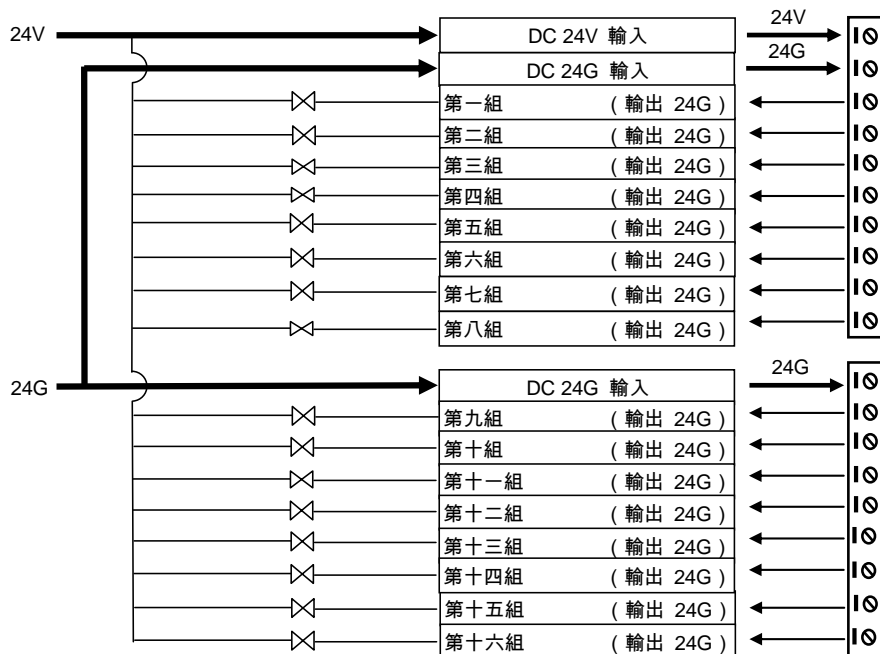 24V DC 24V 輸入 24V
DC 24G 輸入 24G
第一組 (輸出 24G)
第二組 (輸出 24G)
第三組 (輸出 24G)
第四組 (輸出 24G)
第五組 (輸出 24G)
第六組 (輸出 24G)
第七組 (輸出 24G)
第八組 (輸出 24G)
24G DC 24G 輸入 24G
第九組 (輸出 24G)
第十組 (輸出 24G)
第十一組 (輸出 24G)
第十二組 (輸出 24G)
第十三組 (輸出 24G)
第十四組 (輸出 24G)
第十五組 (輸出 24G)
第十六組 (輸出 24G)